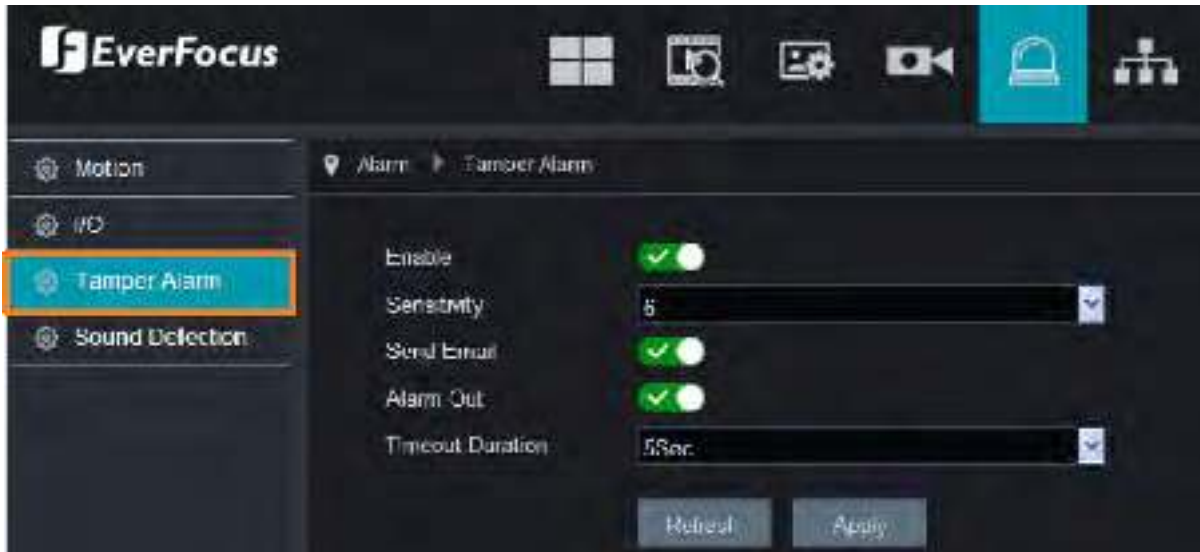 EverFocus
Motion
I/O
Tamper Alarm
Sound Detection
Alarm Tamper Alarm
Enable
Sensitivity 6
Send Email
Alarm Out
Timeout Duration 5Sec
Refresh Apply